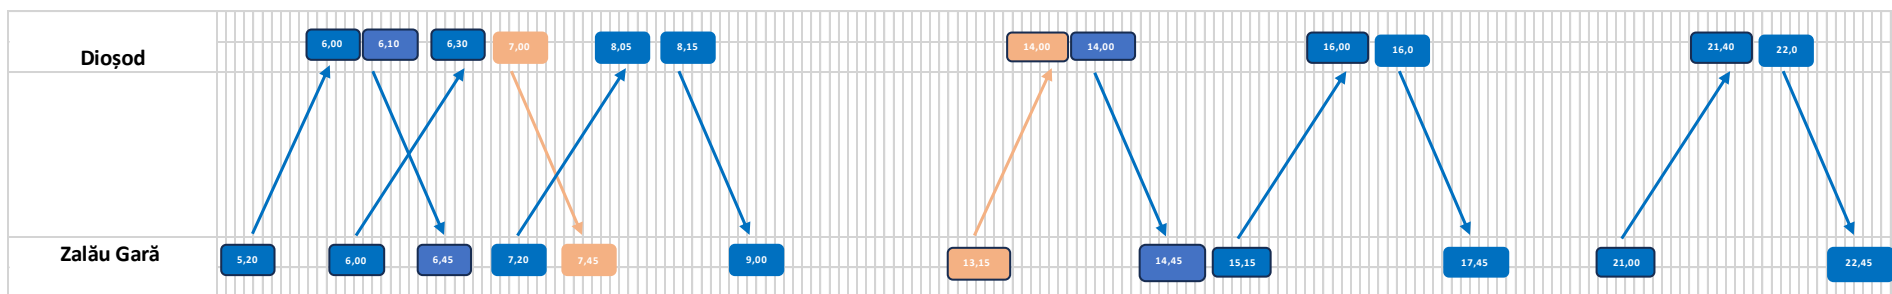 Dioșod
6,00 6,10 6,30 7,00 8,05 8,15 14,00 14,00 16,00 16,0 21,40 22,0
Zalău Gară
5,20 6,00 6,45 7,20 7,45 9,00 13,15 14,45 15,15 17,45 21,00 22,45